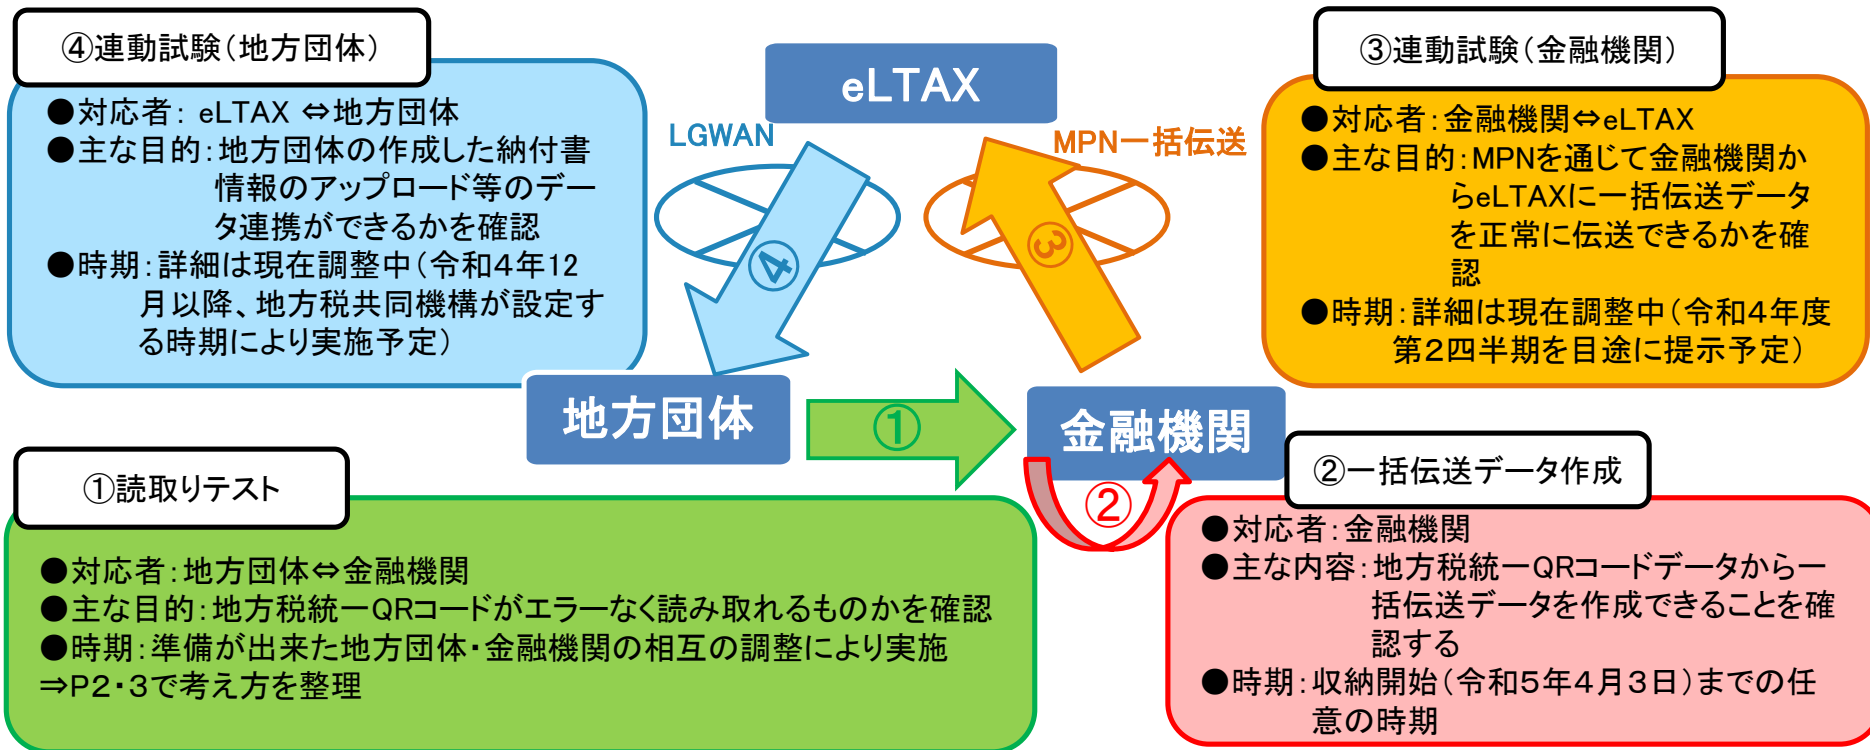 ④連動試験(地方団体)
●対応者: eLTAX ⇔地方団体
●主な目的:地方団体の作成した納付書
情報のアップロード等のデー
タ連携ができるかを確認
●時期:詳細は現在調整中(令和4年12
月以降、地方税共同機構が設定す
る時期により実施予定)
eLTAX
LGWAN
MPN一括伝送
④
③
③連動試験(金融機関)
●対応者:金融機関⇔eLTAX
●主な目的:MPNを通じて金融機関か
らeLTAXに一括伝送データ
を正常に伝送できるかを確
認
●時期:詳細は現在調整中(令和4年度
第2四半期を目途に提示予定)
地方団体
①
金融機関
②
①読取りテスト
●対応者:地方団体⇔金融機関
●主な目的:地方税統一QRコードがエラーなく読み取れるものかを確認
●時期:準備が出来た地方団体・金融機関の相互の調整により実施
⇒P2・3で考え方を整理
②一括伝送データ作成
●対応者:金融機関
●主な内容:地方税統一QRコードデータから一
括伝送データを作成できることを確
認する
●時期:収納開始(令和5年4月3日)までの任
意の時期